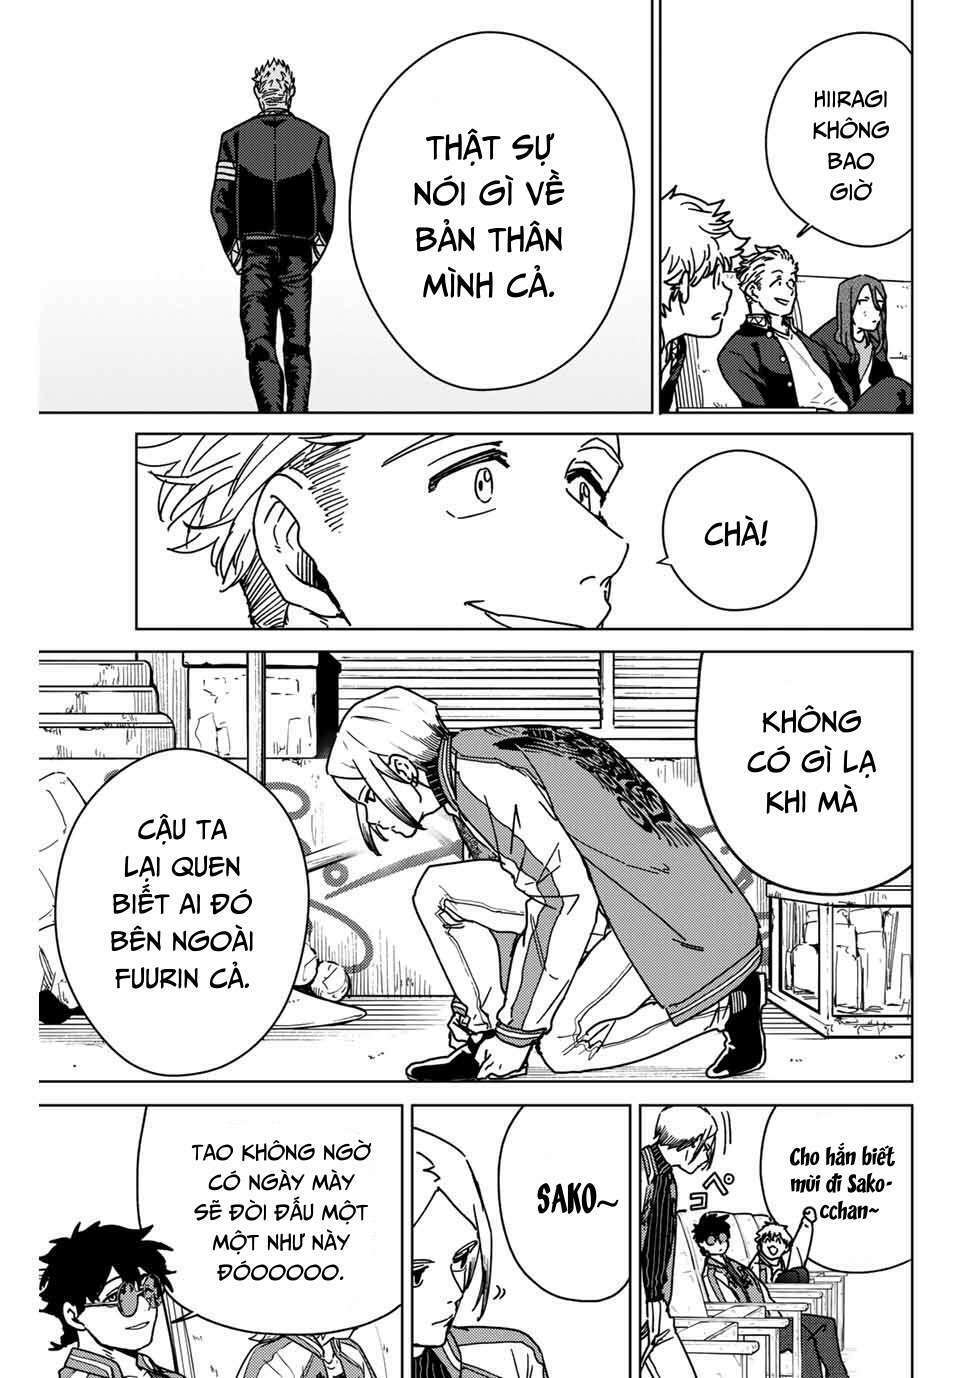 HIIRAGI
KHÔNG
BAO
GIỜ
THẬT SỰ
NÓI GÌ VỀ
BẢN THÂN
MÌNH CẢ.
CHÀ!
KHÔNG
CÓ GÌ LẠ
KHI MÀ
CẬU TA
LẠI QUEN
BIẾT AI ĐÓ
BÊN NGOÀI
FUURIN CẢ.
Cho hắn biết
mùi đi Sako-
cchan~
コペ
SAKO~
TAO KHÔNG NGỜ
CÓ NGÀY MÀY
SẼ ĐÒI ĐẤU MỘT
MỘT NHƯ NÀY
ĐÓOOOOO.